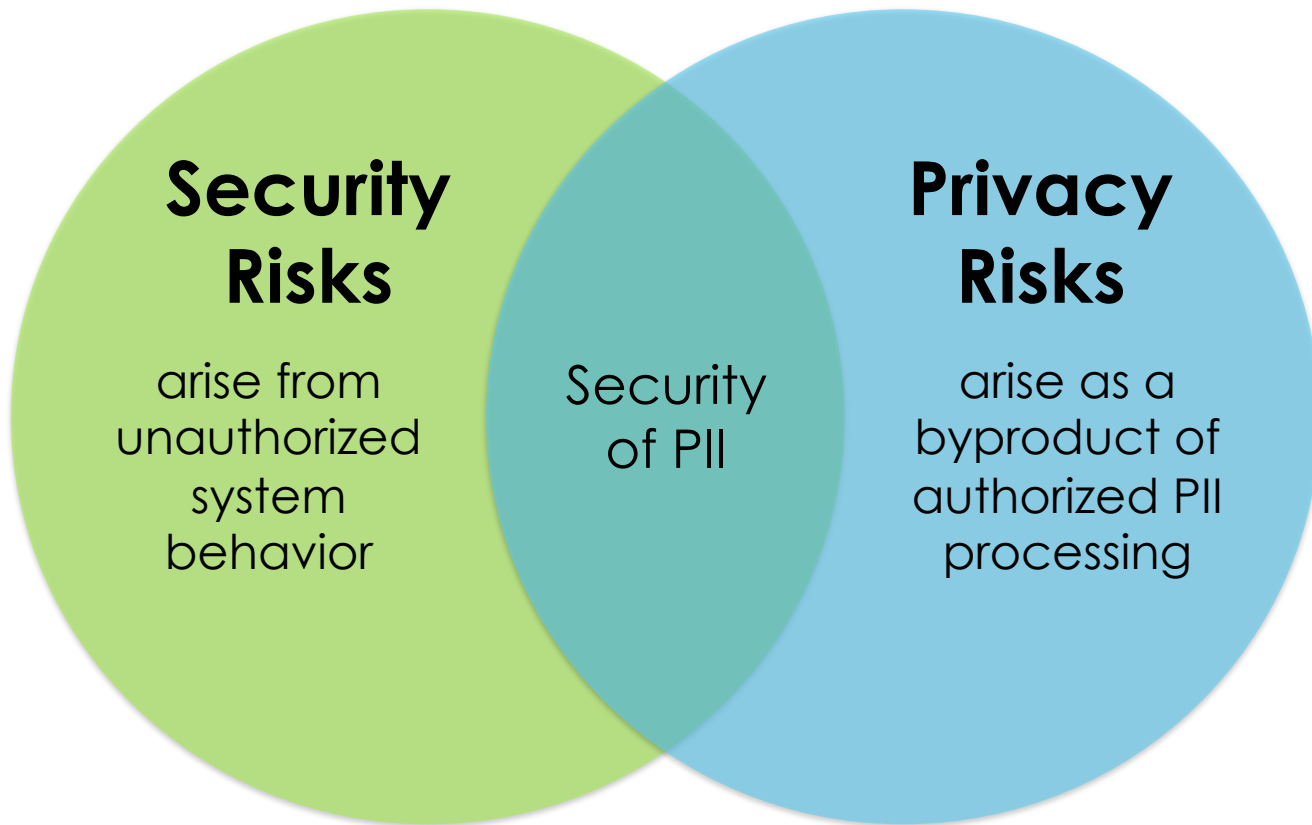 Security
Risks
arise from
unauthorized
system
behavior
Security
of PII
Privacy
Risks
arise as a
byproduct of
authorized PII
processing